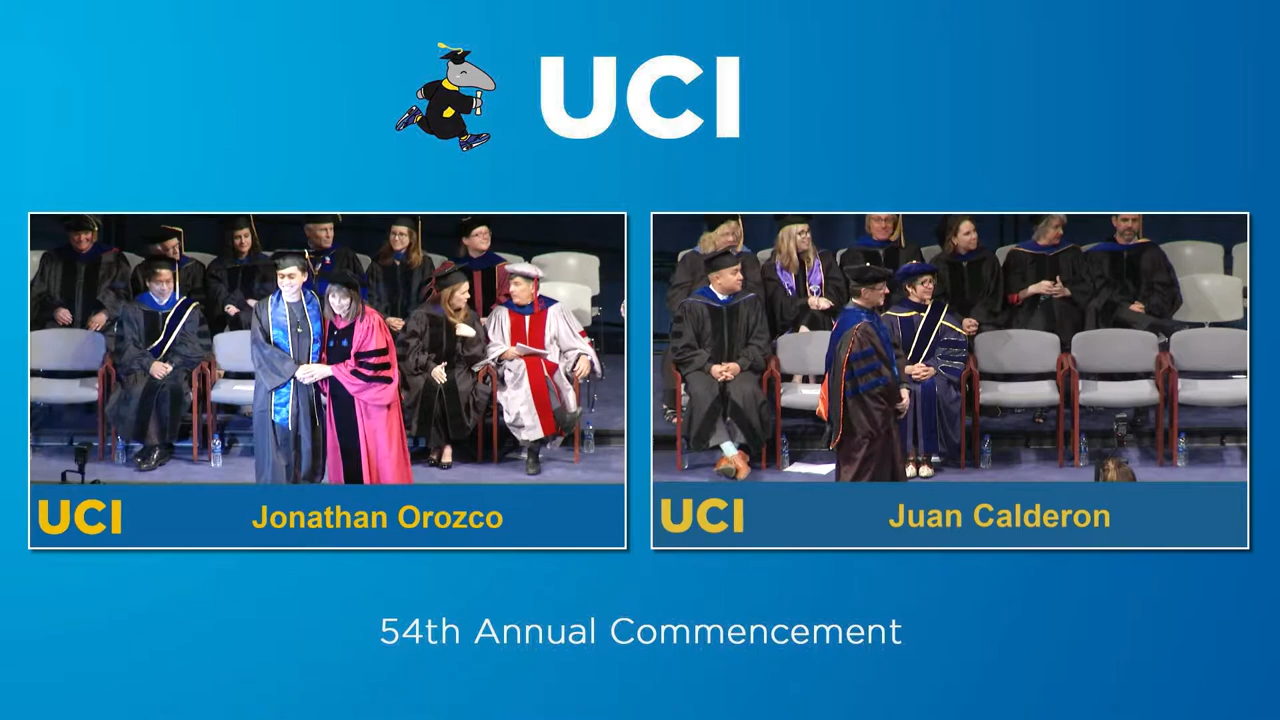 UCI
UCI
Jonathan Orozco
UCI
Juan Calderon
54th Annual Commencement